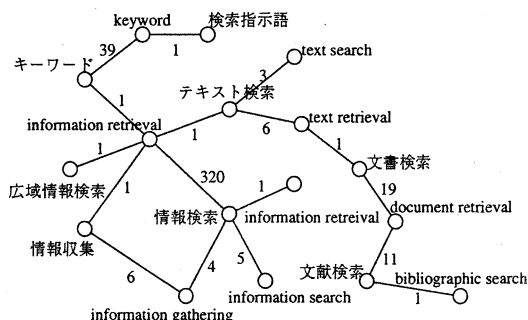 keyword
検索指示語
39
1
text search
キーワード
3
テキスト検索
1
6
text retrieval
information retrieval
1
1
1
文書検索
広域情報検索
320
1
19
1
情報検索
information retreival
document retrieval
情報収集
4
5
11
6
文献検索
bibliographic search
information search
1
information gathering